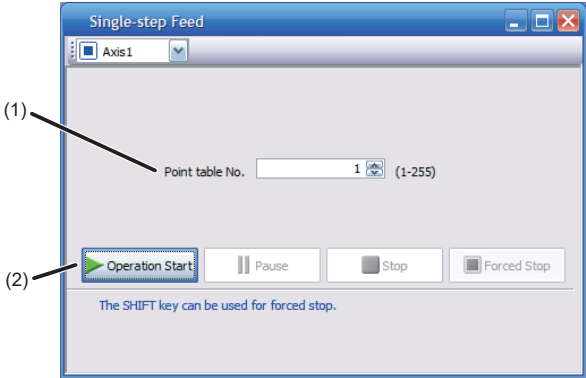 Single-step Feed
Axis1
(1)
Point table No. 1 (1-255)
Operation Start Pause Stop Forced Stop
(2)
The SHIFT key can be used for forced stop.